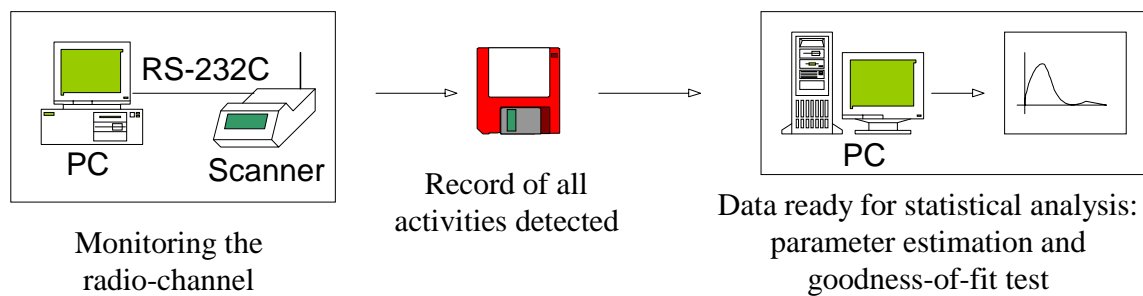 RS-232C
PC
Scanner
Monitoring the
radio-channel
Record of all
activities detected
PC
Data ready for statistical analysis:
parameter estimation and
goodness-of-fit test